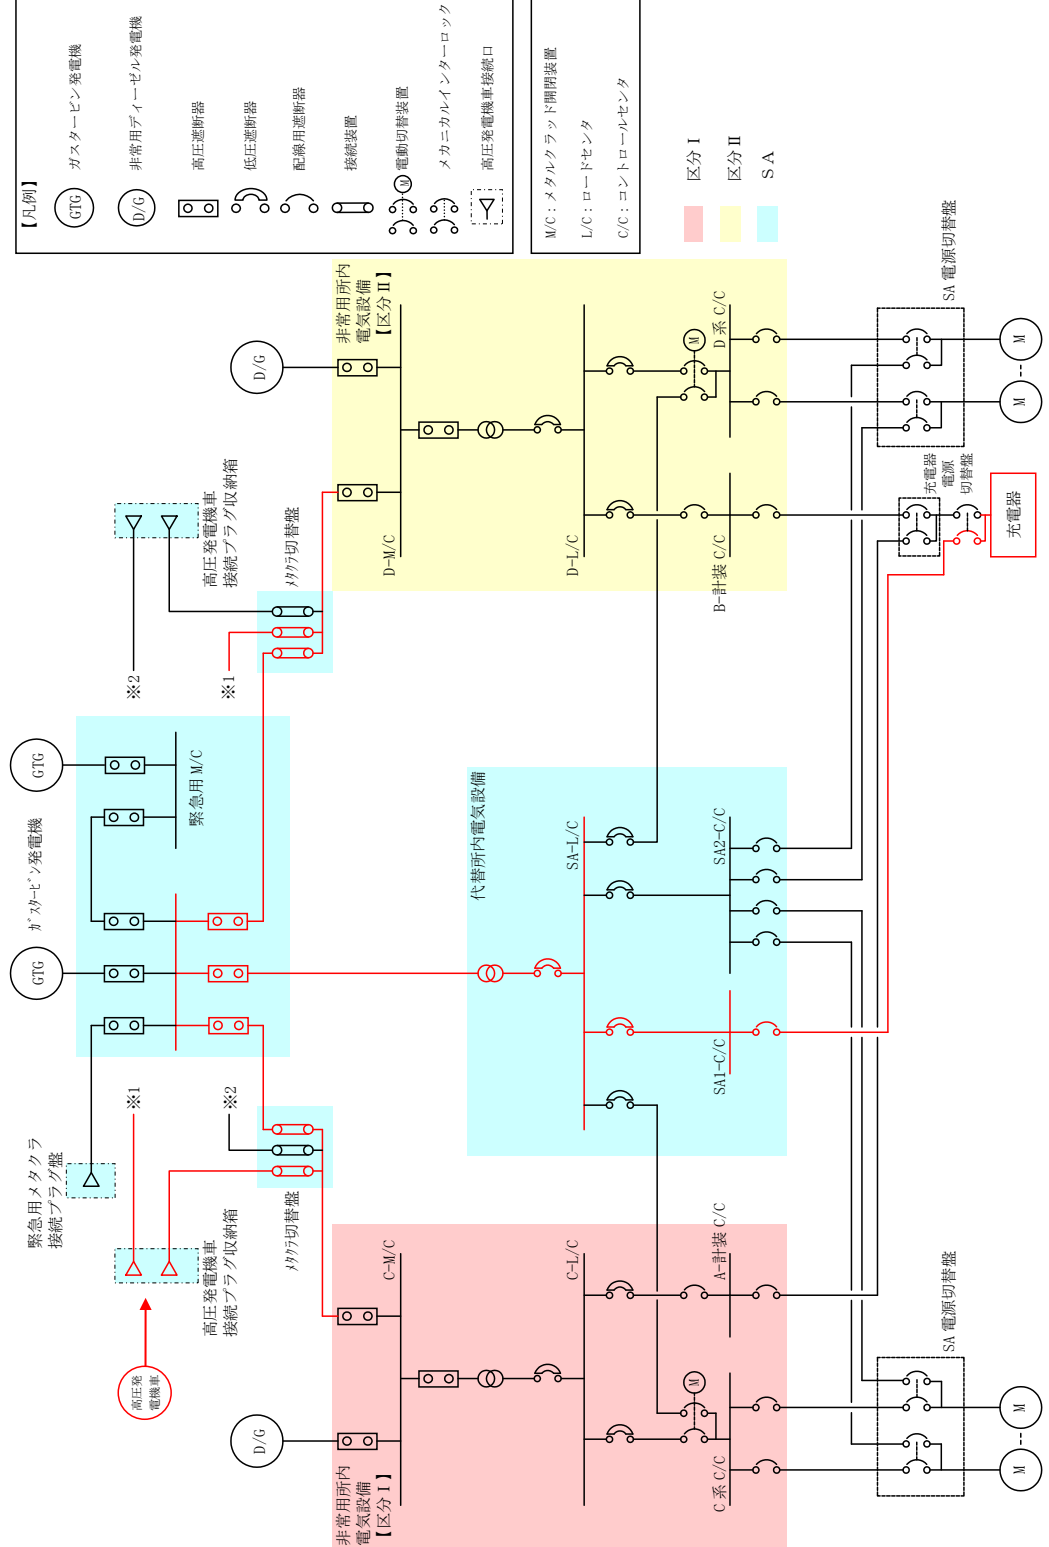 【凡例】
GTG
ガスタービン発電機
D/G
非常用ディーゼル発電機
高圧遮断器
低圧遮断器
配線用遮断器
接続装置
M
電動切替装置
メカニカルインターロック
高圧発電機車接続口
M/C：メタルクラッド開閉装置
L/C：ロードセンタ
C/C：コントロールセンタ
区分Ⅰ
区分Ⅱ
ＳＡ
緊急用メタクラ
接続プラグ盤
GTG
ｶﾞｽﾀｰﾋﾞﾝ発電機
GTG
緊急用 M/C
高圧発
電機車
高圧発電機車
接続プラグ収納箱
※1
※2
ﾒﾀｸﾗ切替盤
高圧発電機車
接続プラグ収納箱
※2
※1
ﾒﾀｸﾗ切替盤
D/G
非常用所内
電気設備
【区分Ⅰ】
C-M/C
C-L/C
M
C 系 C/C
A-計装 C/C
代替所内電気設備
SA-L/C
SA1-C/C
SA2-C/C
D/G
非常用所内
電気設備
【区分Ⅱ】
D-M/C
D-L/C
M
B-計装 C/C
D 系 C/C
SA 電源切替盤
M
M
充電器
電源
切替盤
充電器
SA 電源切替盤
M
M